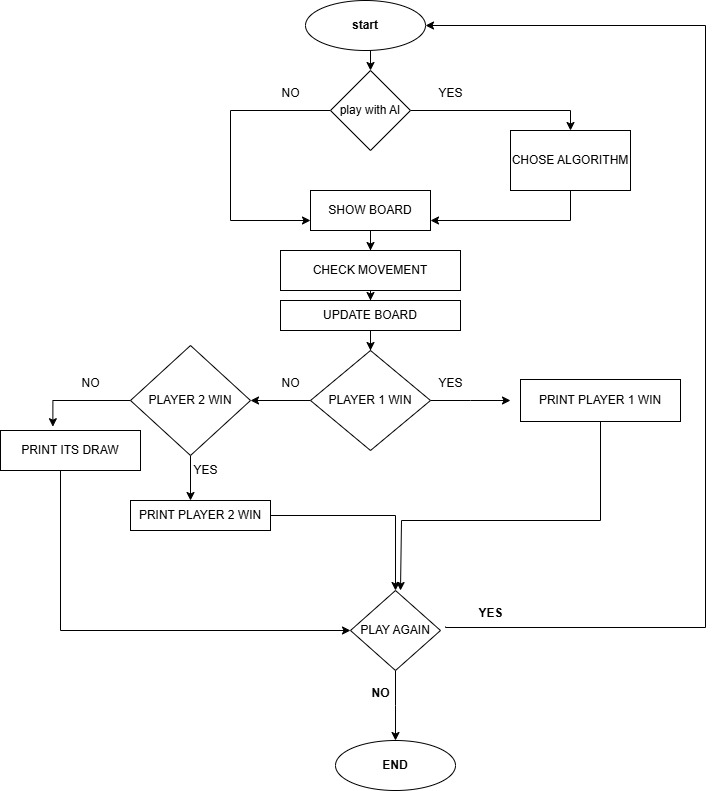 start
NO
YES
play with AI
CHOSE ALGORITHM
SHOW BOARD
CHECK MOVEMENT
UPDATE BOARD
NO
NO
YES
PLAYER 2 WIN
PLAYER 1 WIN
PRINT PLAYER 1 WIN
PRINT ITS DRAW
YES
PRINT PLAYER 2 WIN
YES
PLAY AGAIN
NO
END